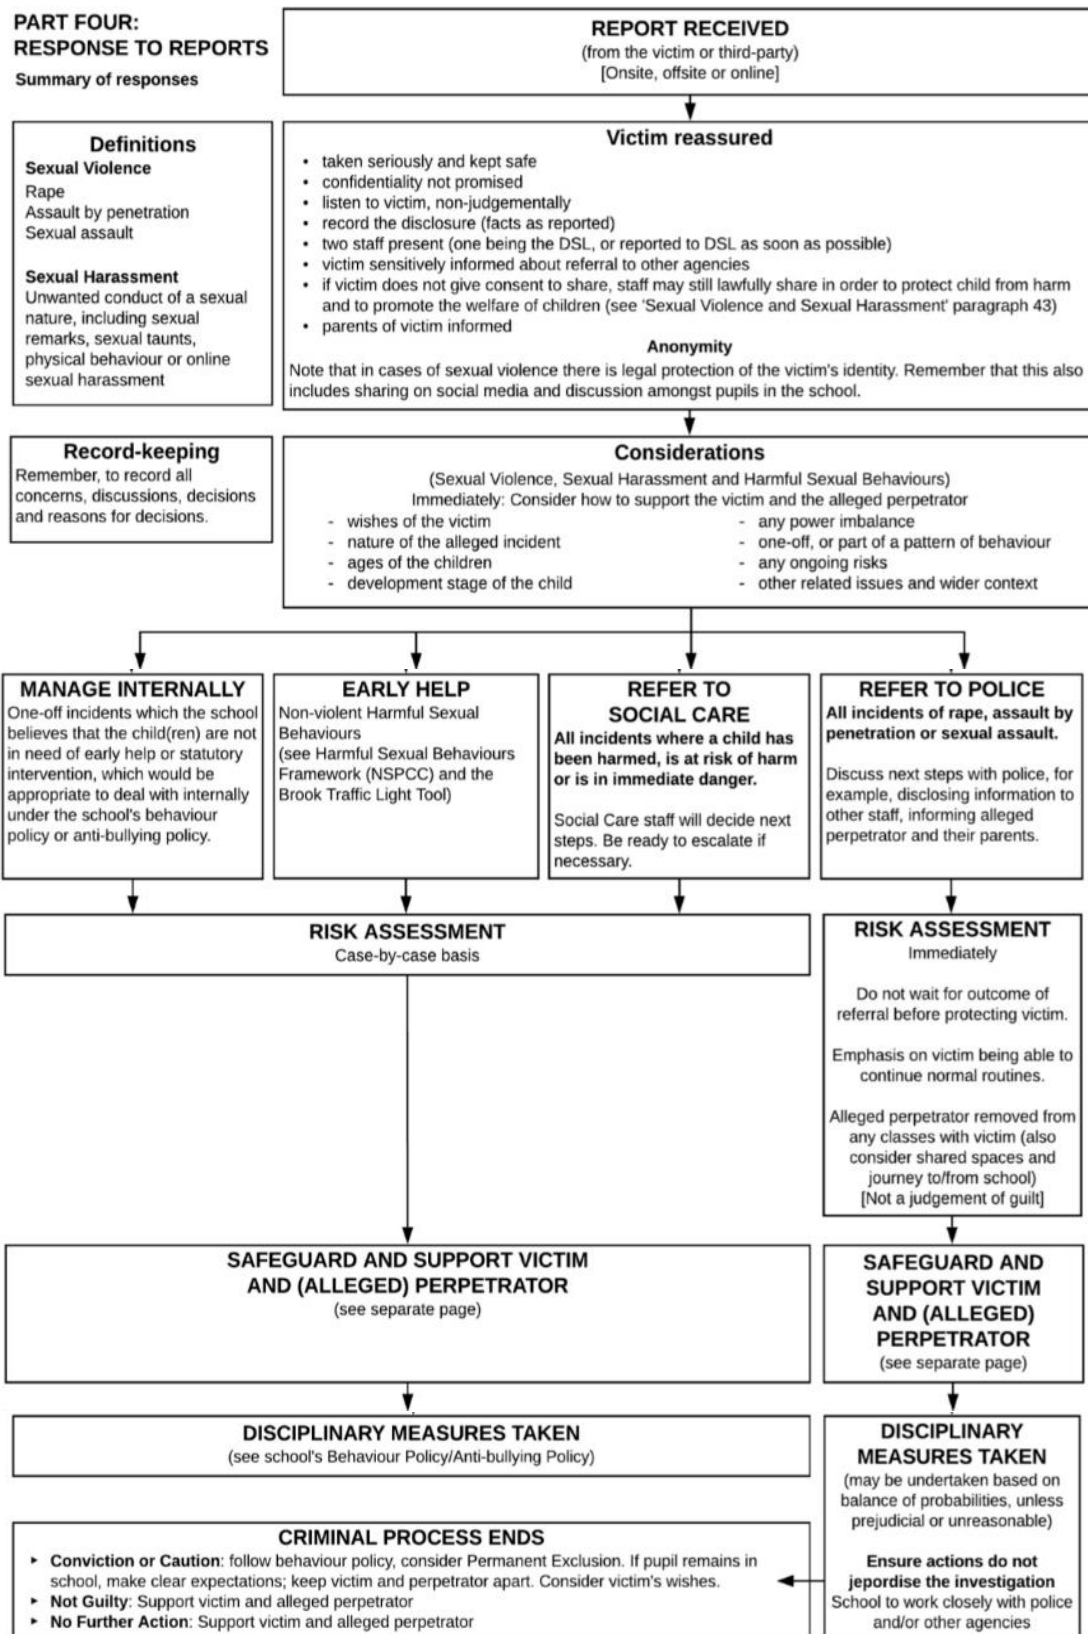 PART FOUR:
RESPONSE TO REPORTS
Summary of responses
REPORT RECEIVED
(from the victim or third-party)
[Onsite, offsite or online]
Definitions
Sexual Violence
Rape
Assault by penetration
Sexual assault
Sexual Harassment
Unwanted conduct of a sexual
nature, including sexual
remarks, sexual taunts,
physical behaviour or online
sexual harassment
Victim reassured
• taken seriously and kept safe
• confidentiality not promised
• listen to victim, non-judgementally
• record the disclosure (facts as reported)
• two staff present (one being the DSL, or reported to DSL as soon as possible)
• victim sensitively informed about referral to other agencies
• if victim does not give consent to share, staff may still lawfully share in order to protect child from harm
and to promote the welfare of children (see 'Sexual Violence and Sexual Harassment' paragraph 43)
• parents of victim informed
Anonymity
Note that in cases of sexual violence there is legal protection of the victim's identity. Remember that this also
includes sharing on social media and discussion amongst pupils in the school.
Record-keeping
Remember, to record all
concerns, discussions, decisions
and reasons for decisions.
Considerations
(Sexual Violence, Sexual Harassment and Harmful Sexual Behaviours)
Immediately: Consider how to support the victim and the alleged perpetrator
- wishes of the victim
- nature of the alleged incident
- ages of the children
- development stage of the child
- any power imbalance
- one-off, or part of a pattern of behaviour
- any ongoing risks
- other related issues and wider context
MANAGE INTERNALLY
One-off incidents which the school
believes that the child(ren) are not
in need of early help or statutory
intervention, which would be
appropriate to deal with internally
under the school's behaviour
policy or anti-bullying policy.
EARLY HELP
Non-violent Harmful Sexual
Behaviours
(see Harmful Sexual Behaviours
Framework (NSPCC) and the
Brook Traffic Light Tool)
REFER TO
SOCIAL CARE
All incidents where a child has
been harmed, is at risk of harm
or is in immediate danger.
Social Care staff will decide next
steps. Be ready to escalate if
necessary.
REFER TO POLICE
All incidents of rape, assault by
penetration or sexual assault.
Discuss next steps with police, for
example, disclosing information to
other staff, informing alleged
perpetrator and their parents.
RISK ASSESSMENT
Case-by-case basis
RISK ASSESSMENT
Immediately
Do not wait for outcome of
referral before protecting victim.
Emphasis on victim being able to
continue normal routines.
Alleged perpetrator removed from
any classes with victim (also
consider shared spaces and
journey to/from school)
[Not a judgement of guilt]
SAFEGUARD AND SUPPORT VICTIM
AND (ALLEGED) PERPETRATOR
(see separate page)
SAFEGUARD AND
SUPPORT VICTIM
AND (ALLEGED)
PERPETRATOR
(see separate page)
DISCIPLINARY MEASURES TAKEN
(see school's Behaviour Policy/Anti-bullying Policy)
DISCIPLINARY
MEASURES TAKEN
(may be undertaken based on
balance of probabilities, unless
prejudicial or unreasonable)
Ensure actions do not
jepordise the investigation
School to work closely with police
and/or other agencies
CRIMINAL PROCESS ENDS
▸ Conviction or Caution: follow behaviour policy, consider Permanent Exclusion. If pupil remains in
school, make clear expectations; keep victim and perpetrator apart. Consider victim's wishes.
▸ Not Guilty: Support victim and alleged perpetrator
▸ No Further Action: Support victim and alleged perpetrator